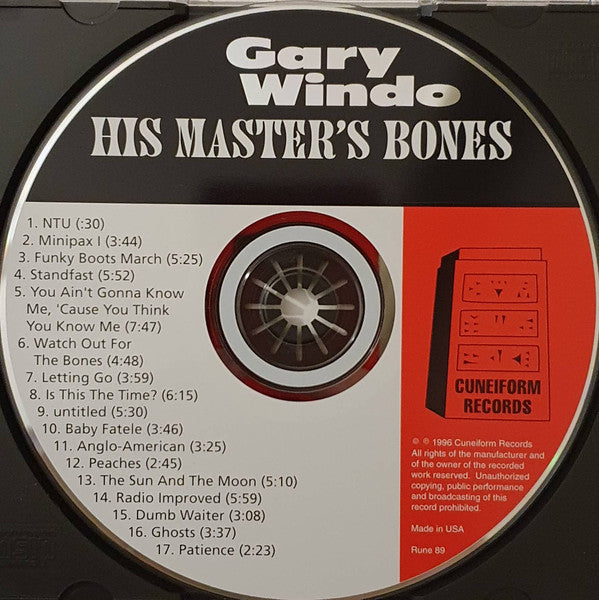 Gary
Windo
HIS MASTER'S BONES
1. NTU (:30)
2. Minipax I (3:44)
3. Funky Boots March (5:25)
4. Standfast (5:52)
5. You Ain't Gonna Know
Me, 'Cause You Think
You Know Me (7:47)
6. Watch Out For
The Bones (4:48)
7. Letting Go (3:59)
8. Is This The Time? (6:15)
9. untitled (5:30)
10. Baby Fatele (3:46)
11. Anglo-American (3:25)
12. Peaches (2:45)
13. The Sun And The Moon (5:10)
14. Radio Improved (5:59)
15. Dumb Waiter (3:08)
16. Ghosts (3:37)
17. Patience (2:23)
CUNEIFORM
RECORDS
© ℗ 1996 Cuneiform Records
All rights of the manufacturer and
of the owner of the recorded
work reserved. Unauthorized
copying, public performance
and broadcasting of this
record prohibited.
Made in USA
Rune 89